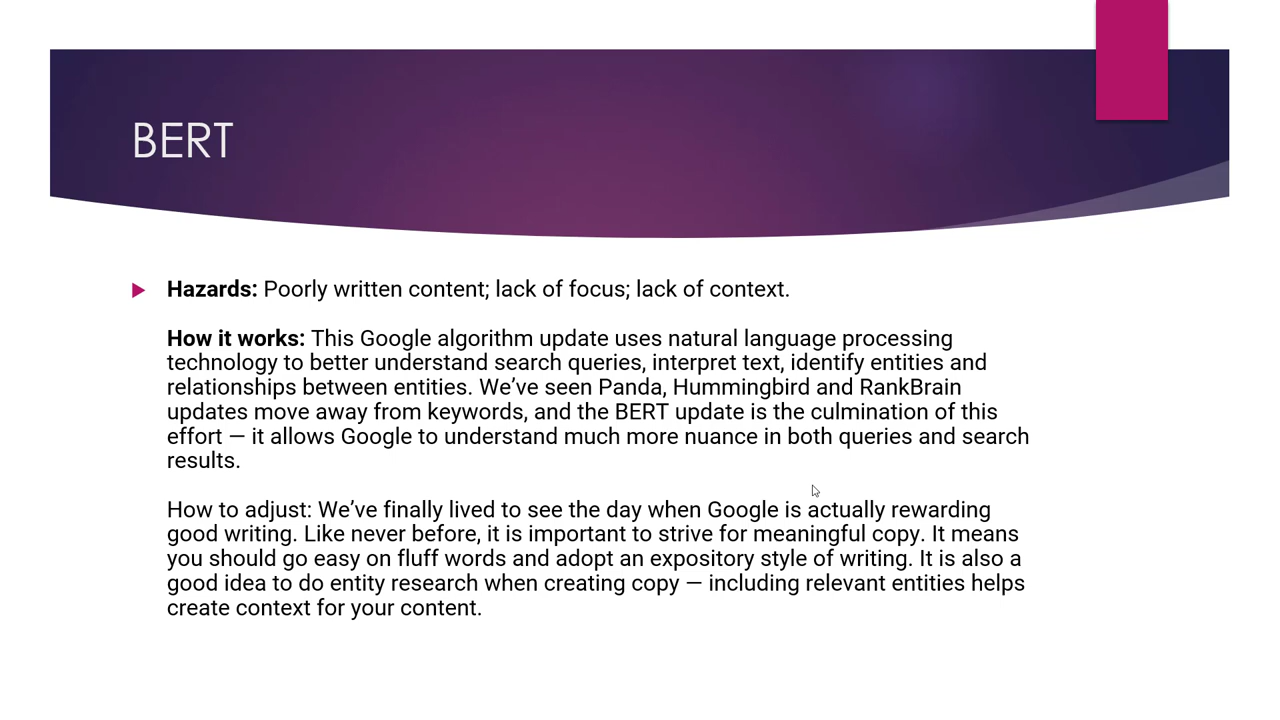 BERT
Hazards: Poorly written content; lack of focus; lack of context.
How it works: This Google algorithm update uses natural language processing
technology to better understand search queries, interpret text, identify entities and
relationships between entities. We’ve seen Panda, Hummingbird and RankBrain
updates move away from keywords, and the BERT update is the culmination of this
effort — it allows Google to understand much more nuance in both queries and search
results.
How to adjust: We’ve finally lived to see the day when Google is actually rewarding
good writing. Like never before, it is important to strive for meaningful copy. It means
you should go easy on fluff words and adopt an expository style of writing. It is also a
good idea to do entity research when creating copy — including relevant entities helps
create context for your content.